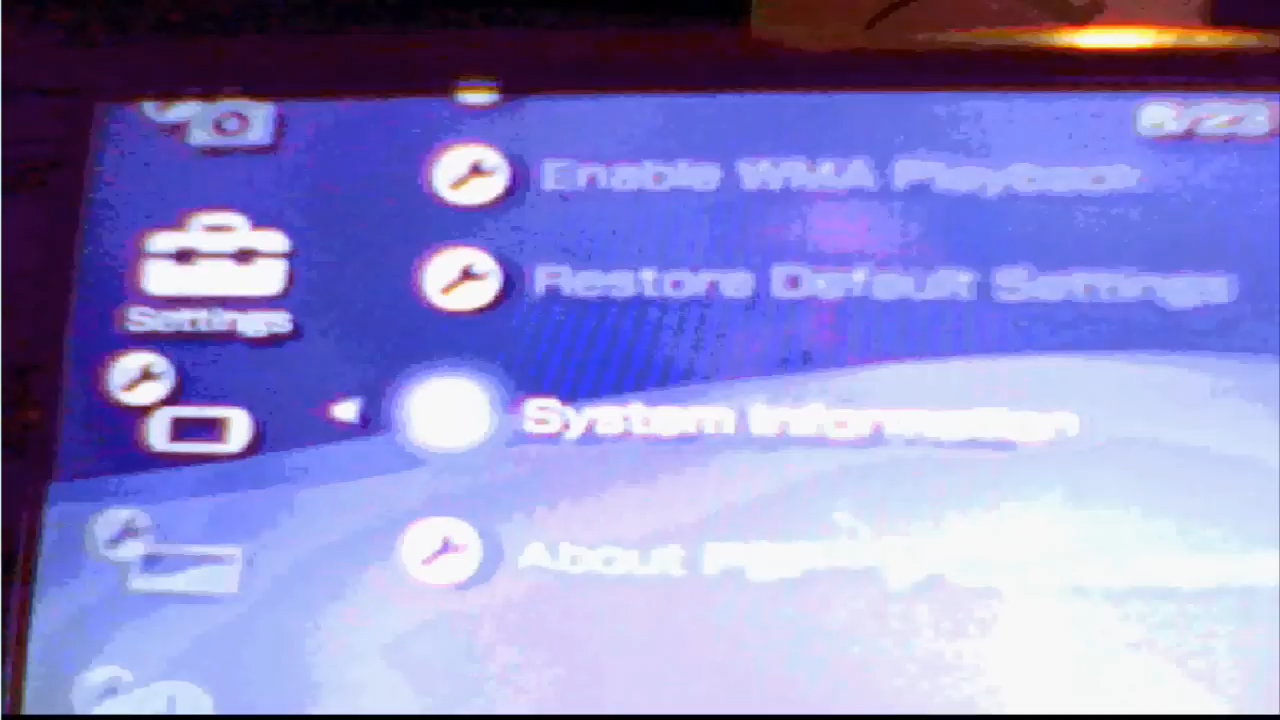 Enable WMA Playback
Restore Default Settings
Settings
System Information
About